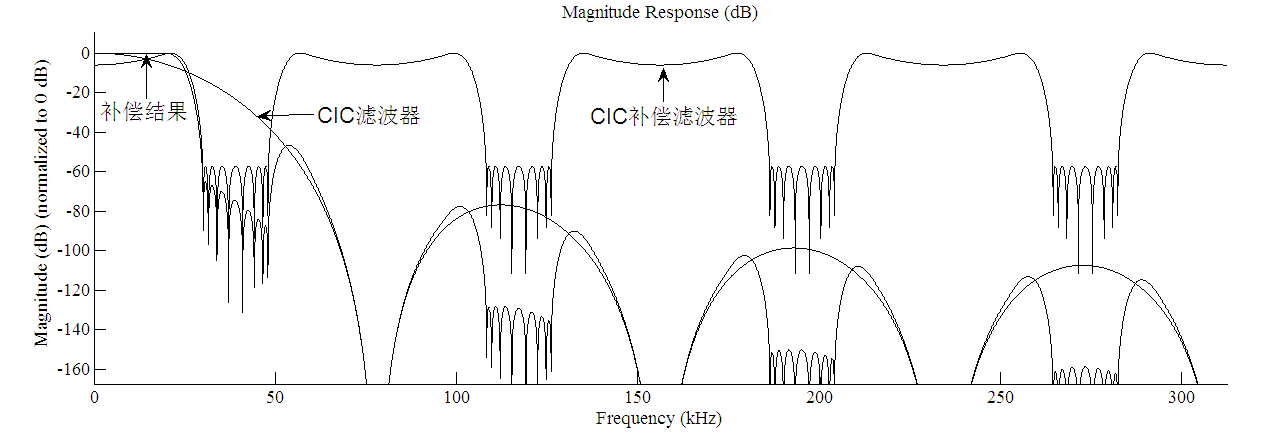 Magnitude Response (dB)
Magnitude (dB) (normalized to 0 dB)
0
-20
-40
-60
-80
-100
-120
-140
-160
补偿结果
CIC滤波器
CIC补偿滤波器
0
50
100
150
200
250
300
Frequency (kHz)